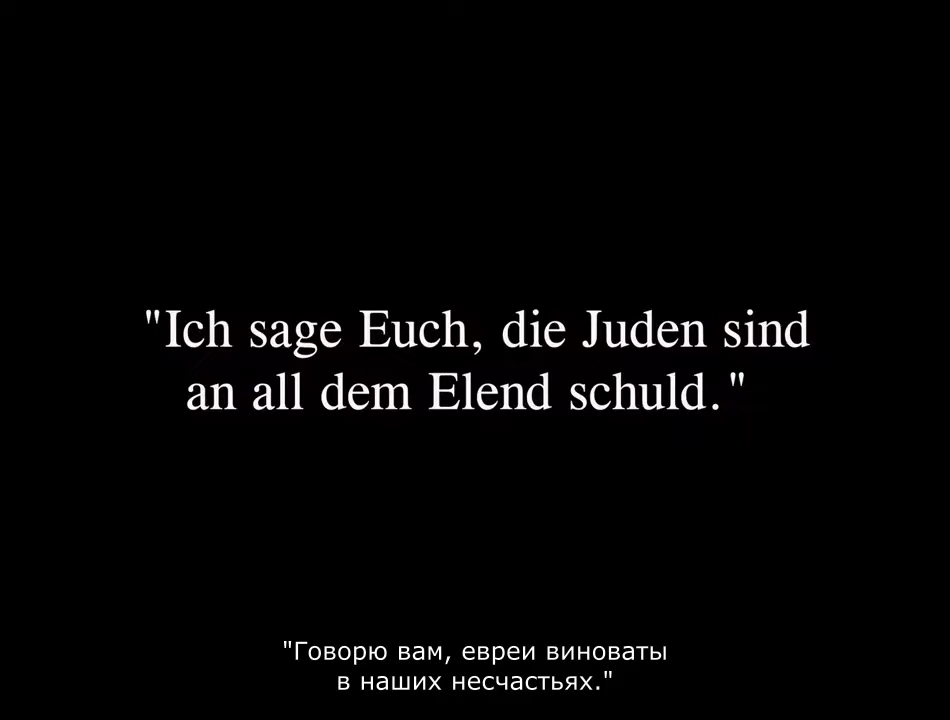 "Ich sage Euch, die Juden sind
an all dem Elend schuld."
"Говорю вам, евреи виноваты
в наших несчастьях."